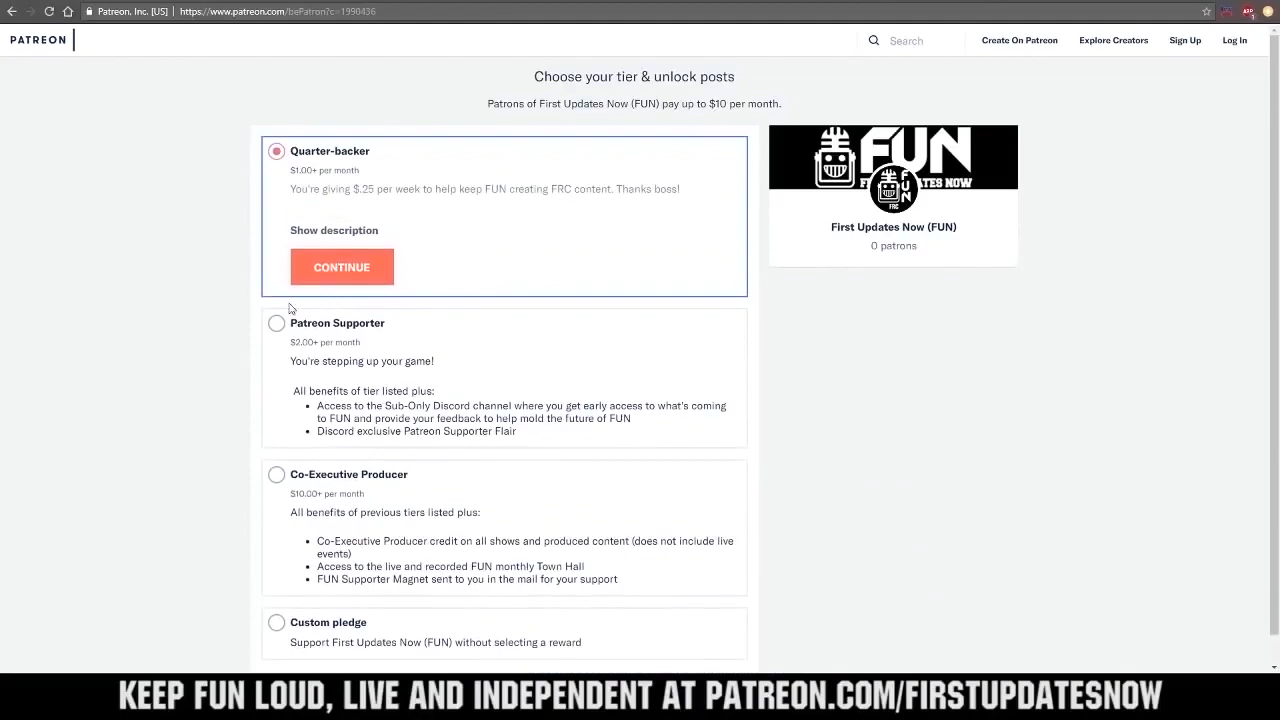 Patreon, Inc. [US] | https://www.patreon.com/bePatron?c=1990436
PATREON
Search
Create On Patreon
Explore Creators
Sign Up
Log In
Choose your tier & unlock posts
Patrons of First Updates Now (FUN) pay up to $10 per month.
Quarter-backer
$1.00+ per month
You're giving $.25 per week to help keep FUN creating FRC content. Thanks boss!
Show description
CONTINUE
Patreon Supporter
$2.00+ per month
You're stepping up your game!
All benefits of tier listed plus:
Access to the Sub-Only Discord channel where you get early access to what's coming
to FUN and provide your feedback to help mold the future of FUN
Discord exclusive Patreon Supporter Flair
Co-Executive Producer
$10.00+ per month
All benefits of previous tiers listed plus:
Co-Executive Producer credit on all shows and produced content (does not include live
events)
Access to the live and recorded FUN monthly Town Hall
FUN Supporter Magnet sent to you in the mail for your support
Custom pledge
Support First Updates Now (FUN) without selecting a reward
FUN
FUN
FRC
First Updates Now (FUN)
0 patrons
KEEP FUN LOUD, LIVE AND INDEPENDENT AT PATREON.COM/FIRSTUPDATESNOW